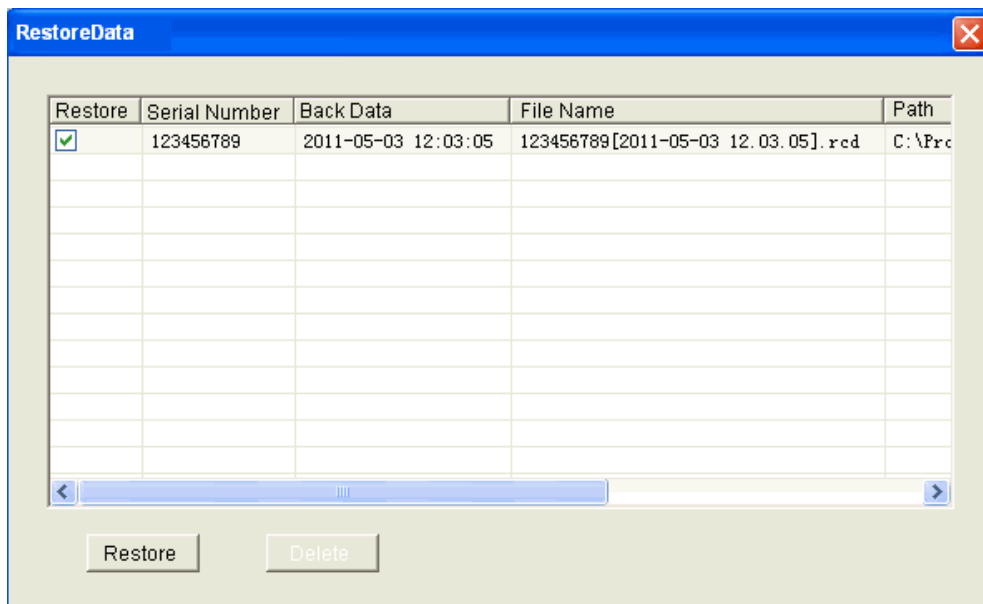 RestoreData
Restore Serial Number Back Data File Name Path
123456789 2011-05-03 12:03:05 123456789[2011-05-03 12.03.05].rcd C:\Pro
Restore Delete